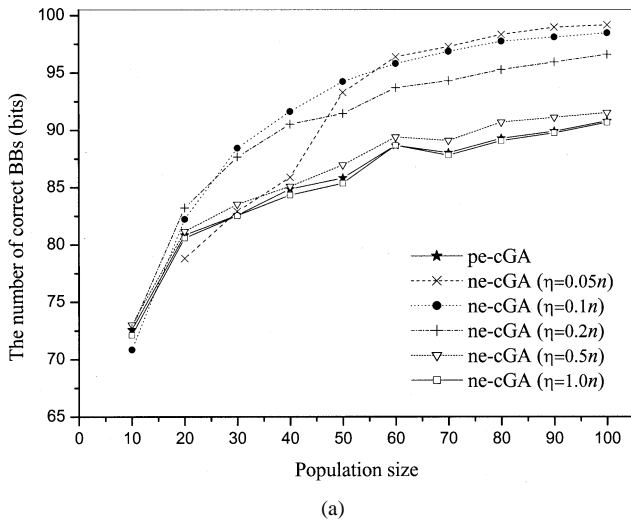 The number of correct BBs (bits)
100
95
90
85
80
75
70
65
pe-cGA
ne-cGA (η=0.05n)
ne-cGA (η=0.1n)
ne-cGA (η=0.2n)
ne-cGA (η=0.5n)
ne-cGA (η=1.0n)
0 10 20 30 40 50 60 70 80 90 100
Population size
(a)